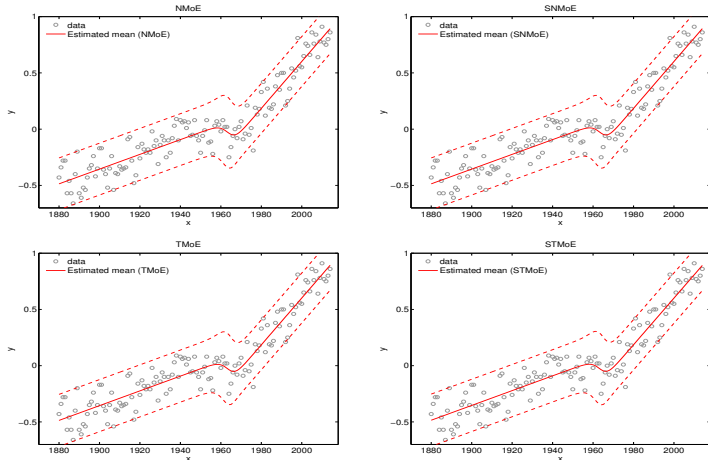 NMoE
data
Estimated mean (NMoE)
1
0.5
0
−0.5
y
1880 1900 1920 1940 1960 1980 2000
x
SNMoE
data
Estimated mean (SNMoE)
1
0.5
0
−0.5
y
1880 1900 1920 1940 1960 1980 2000
x
TMoE
data
Estimated mean (TMoE)
1
0.5
0
−0.5
y
1880 1900 1920 1940 1960 1980 2000
x
STMoE
data
Estimated mean (STMoE)
1
0.5
0
−0.5
y
1880 1900 1920 1940 1960 1980 2000
x